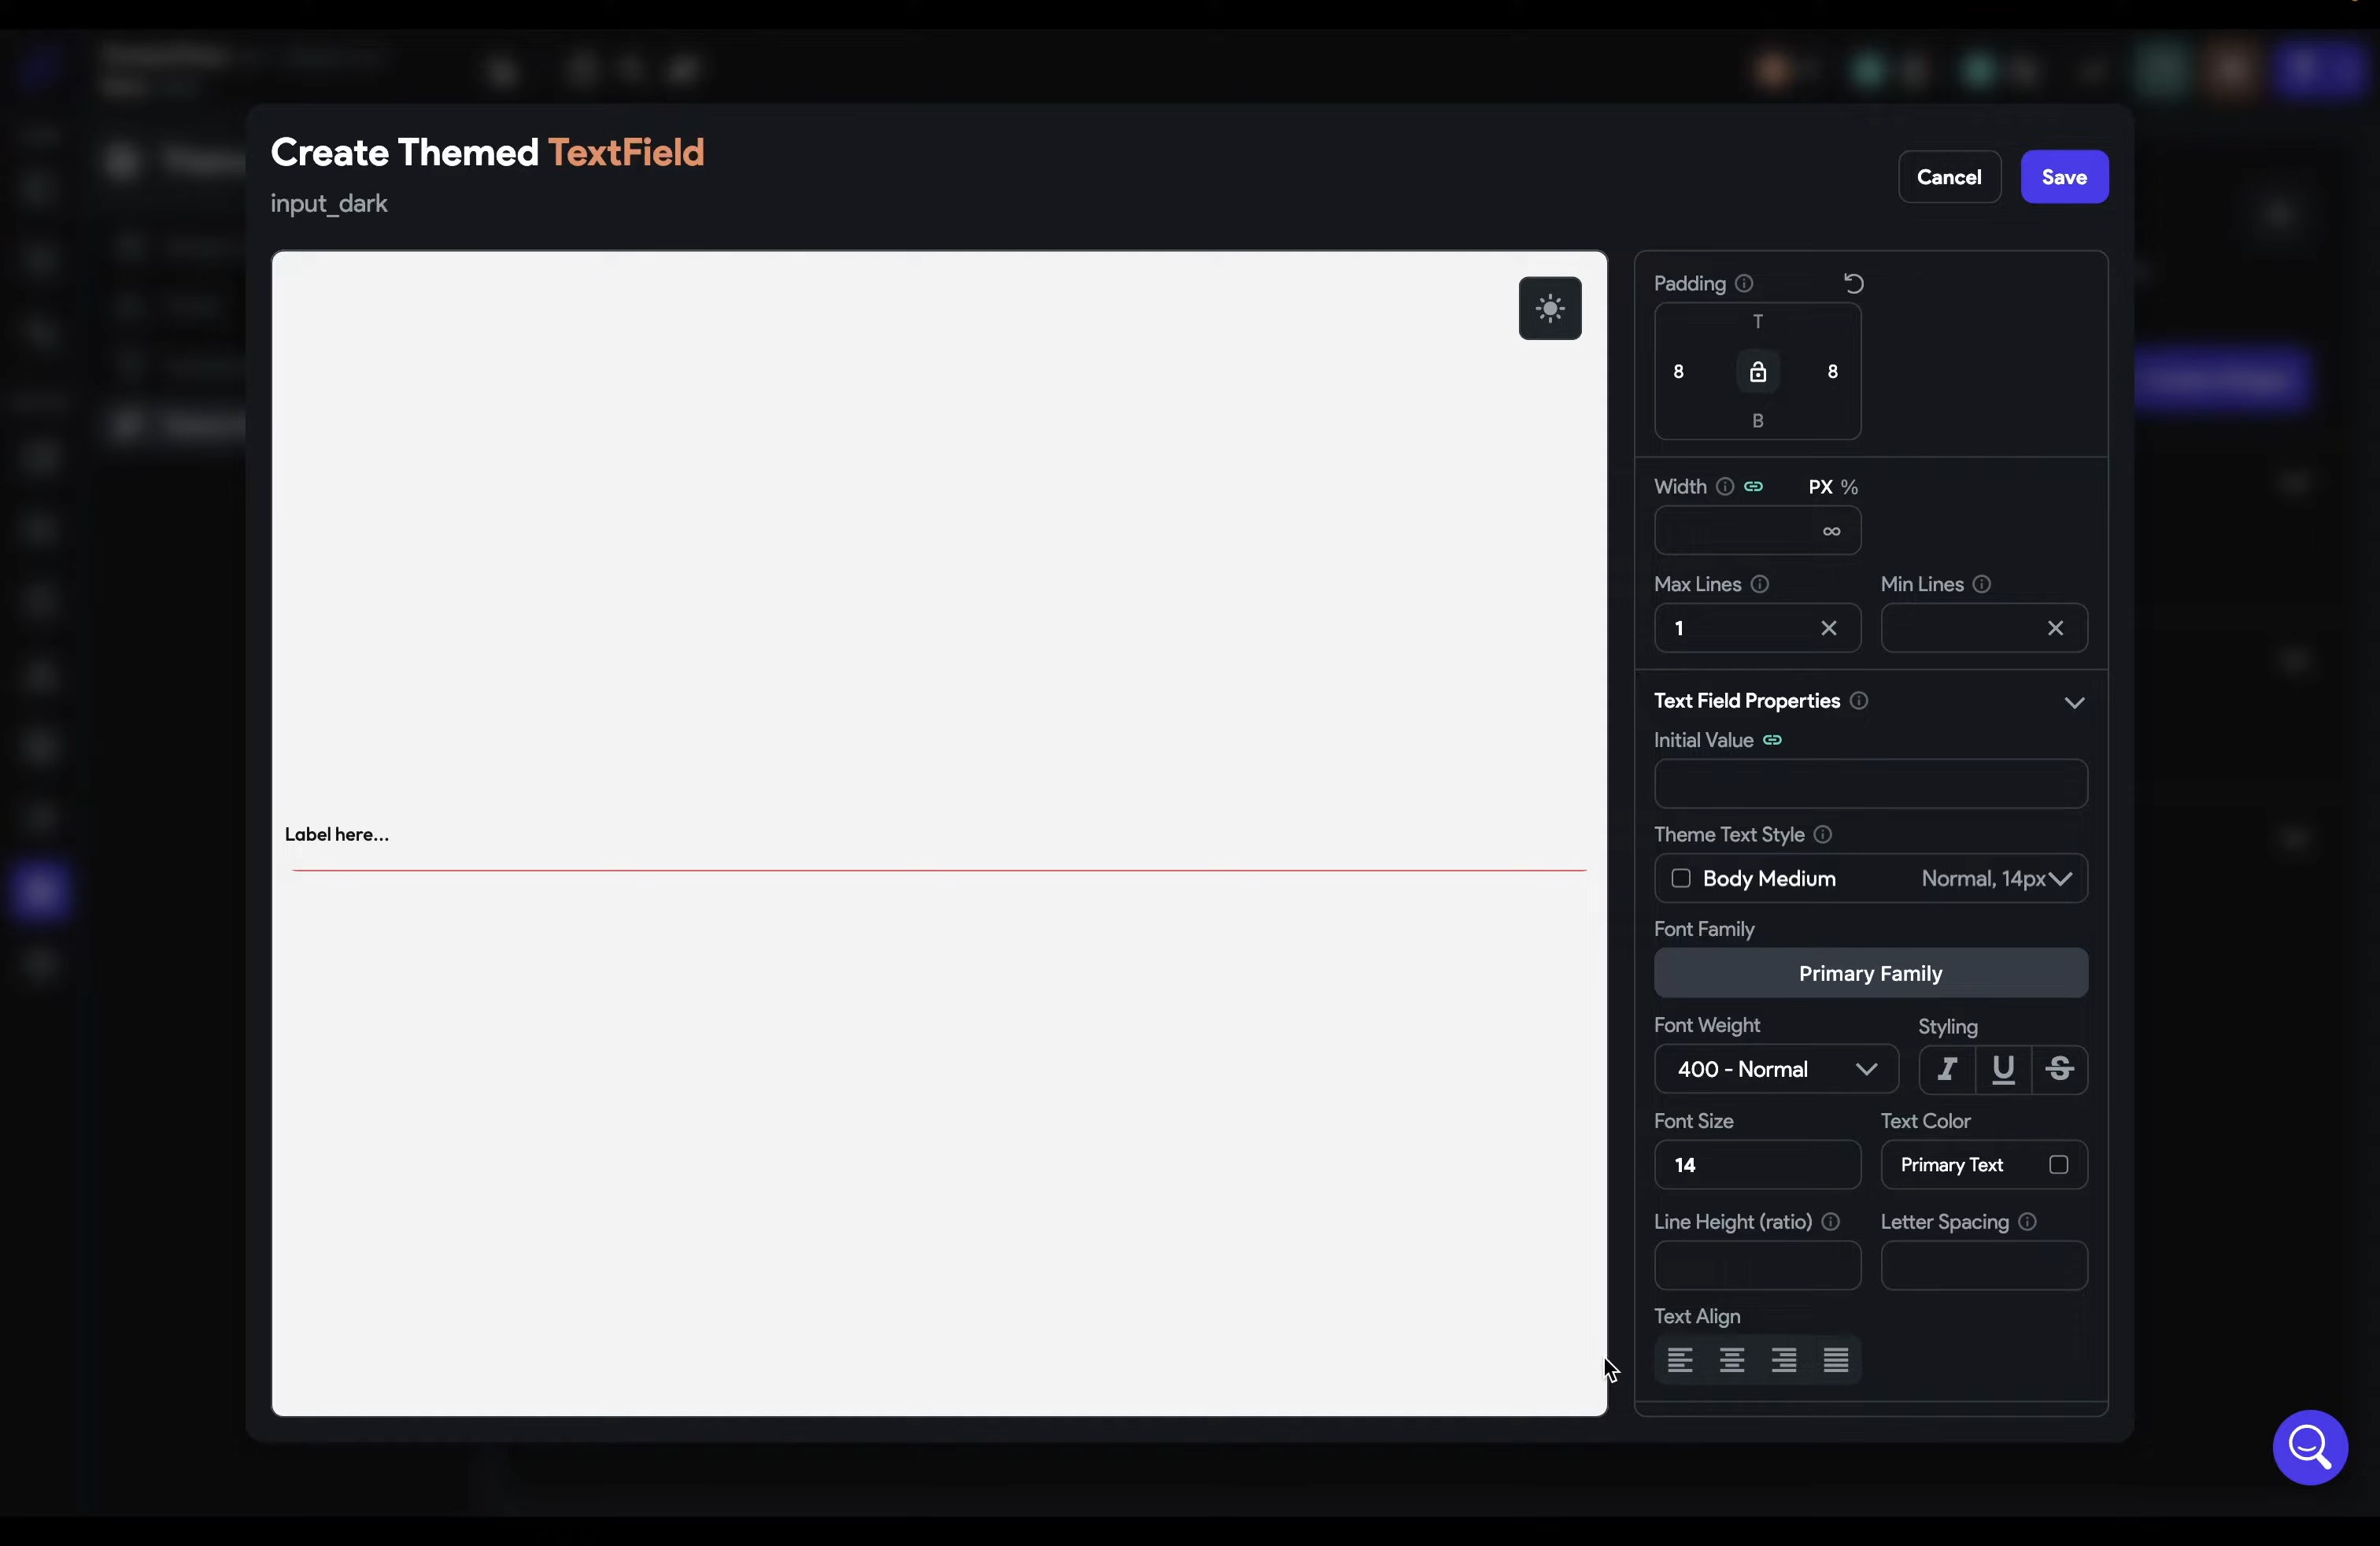 Create Themed TextField
Cancel
Save
input_dark
Padding
T
8
8
B
Width
PX %
∞
Max Lines
Min Lines
1
Text Field Properties
Initial Value
Label here...
Theme Text Style
Body Medium
Normal, 14px
Font Family
Primary Family
Font Weight
Styling
400 - Normal
I U S
Font Size
Text Color
14
Primary Text
Line Height (ratio)
Letter Spacing
Text Align